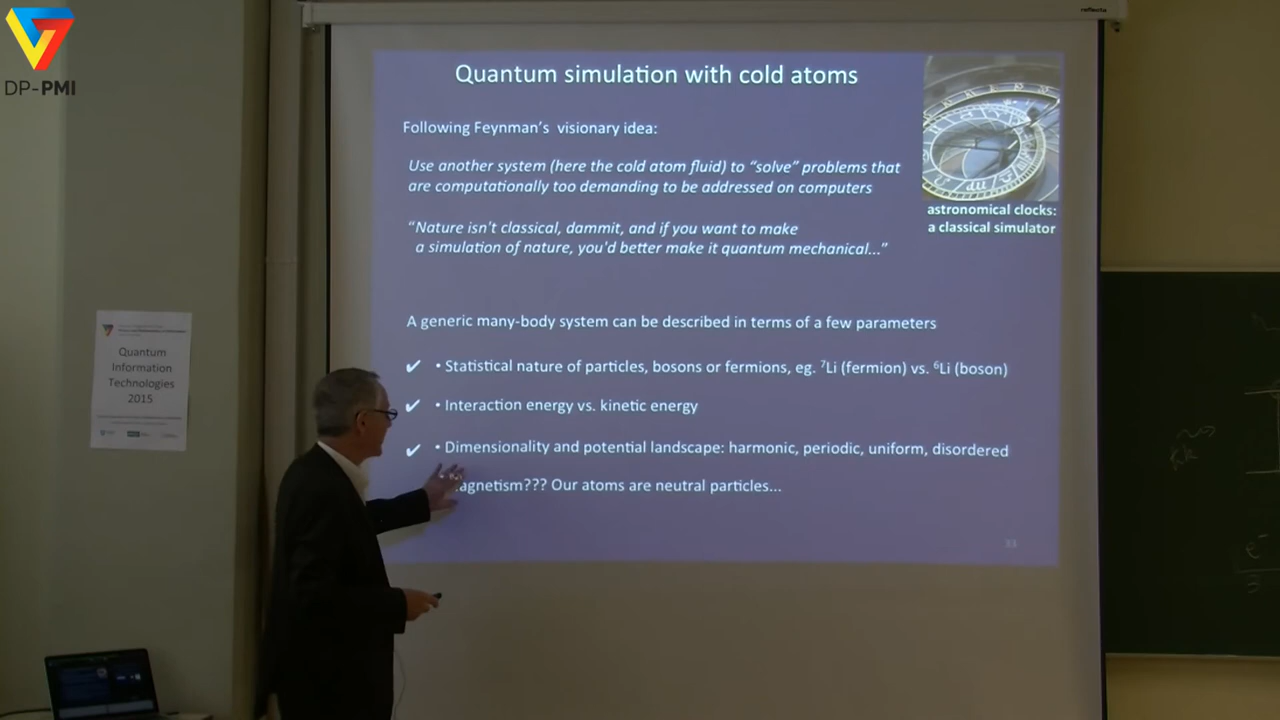 DP-PMI
reflecta
Quantum simulation with cold atoms
Following Feynman's visionary idea:
Use another system (here the cold atom fluid) to "solve" problems that
are computationally too demanding to be addressed on computers
"Nature isn't classical, dammit, and if you want to make
a simulation of nature, you'd better make it quantum mechanical..."
astronomical clocks:
a classical simulator
A generic many-body system can be described in terms of a few parameters
✔ • Statistical nature of particles, bosons or fermions, eg. ⁷Li (fermion) vs. ⁶Li (boson)
✔ • Interaction energy vs. kinetic energy
✔ • Dimensionality and potential landscape: harmonic, periodic, uniform, disordered
agnetism??? Our atoms are neutral particles...
33
Quantum
Information
Technologies
2015